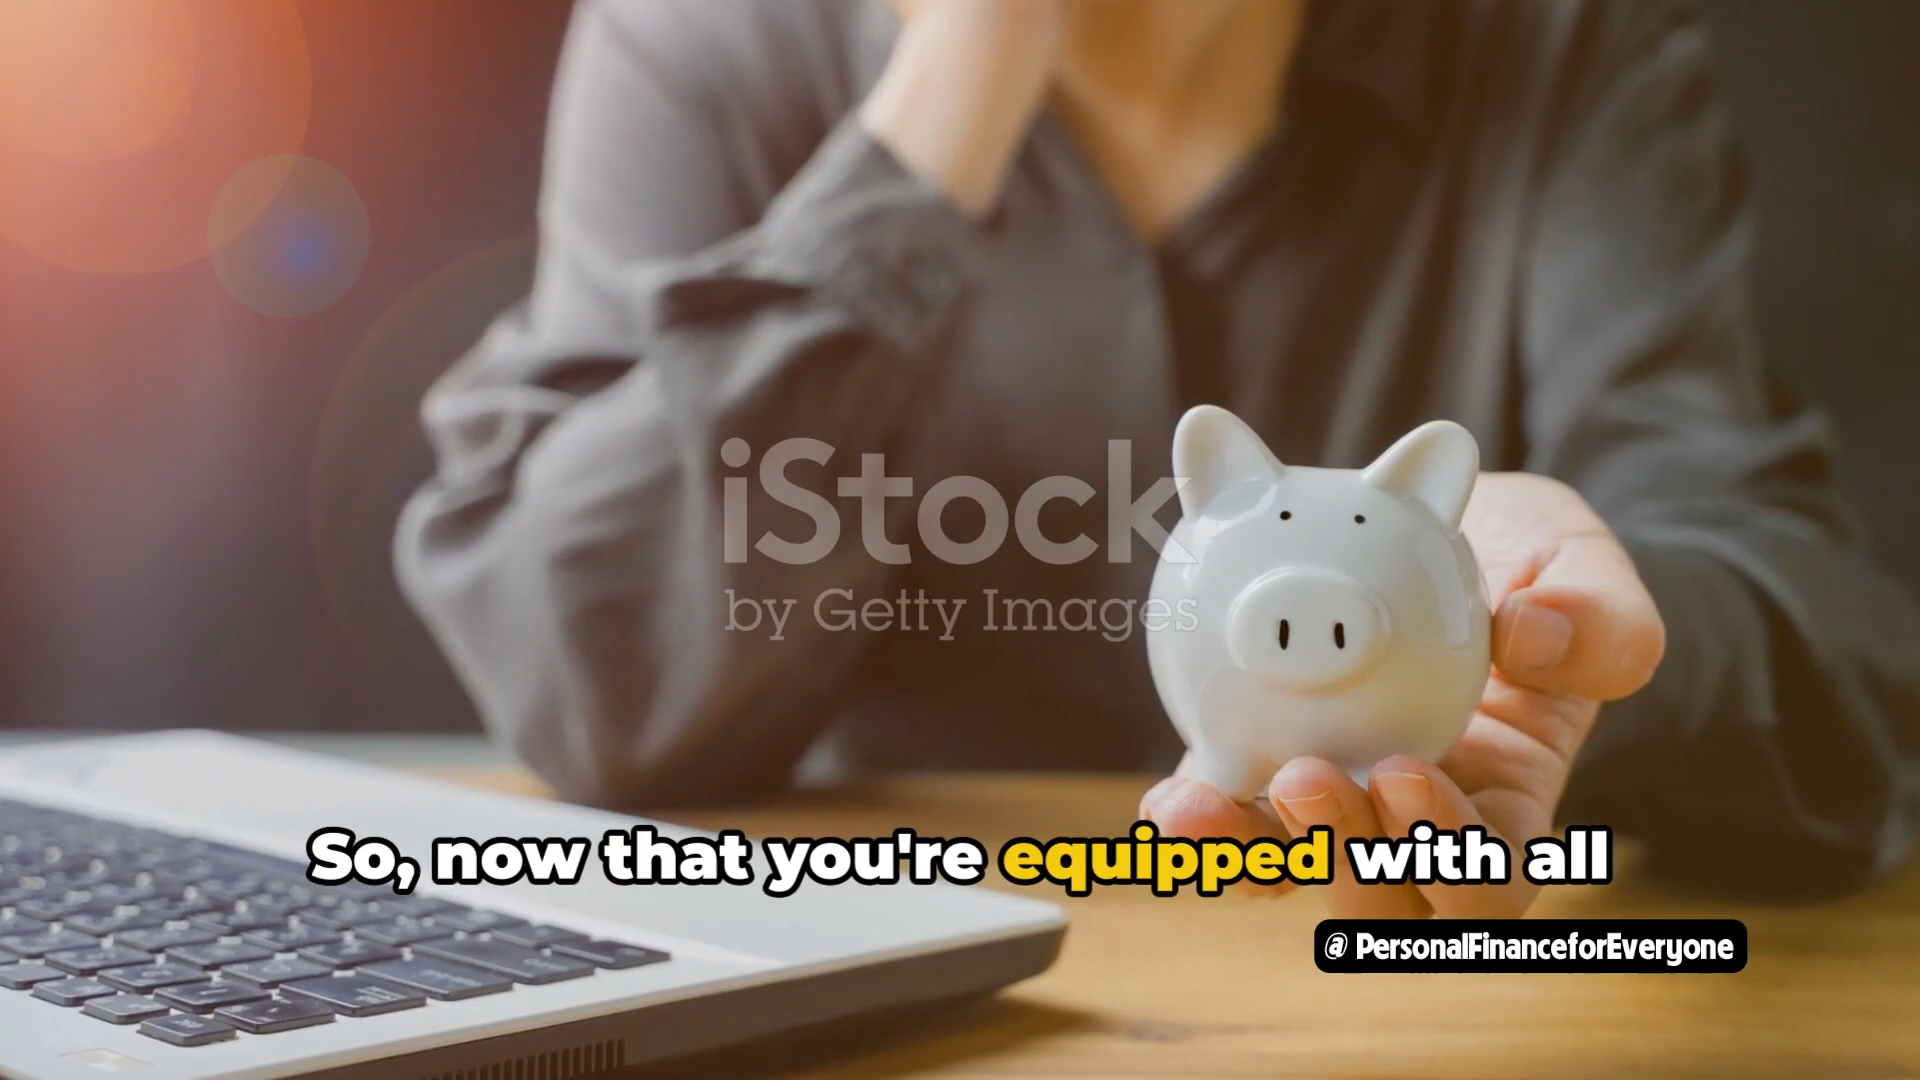 iStock
by Getty Images
So, now that you're equipped with all
@ PersonalFinanceforEveryone